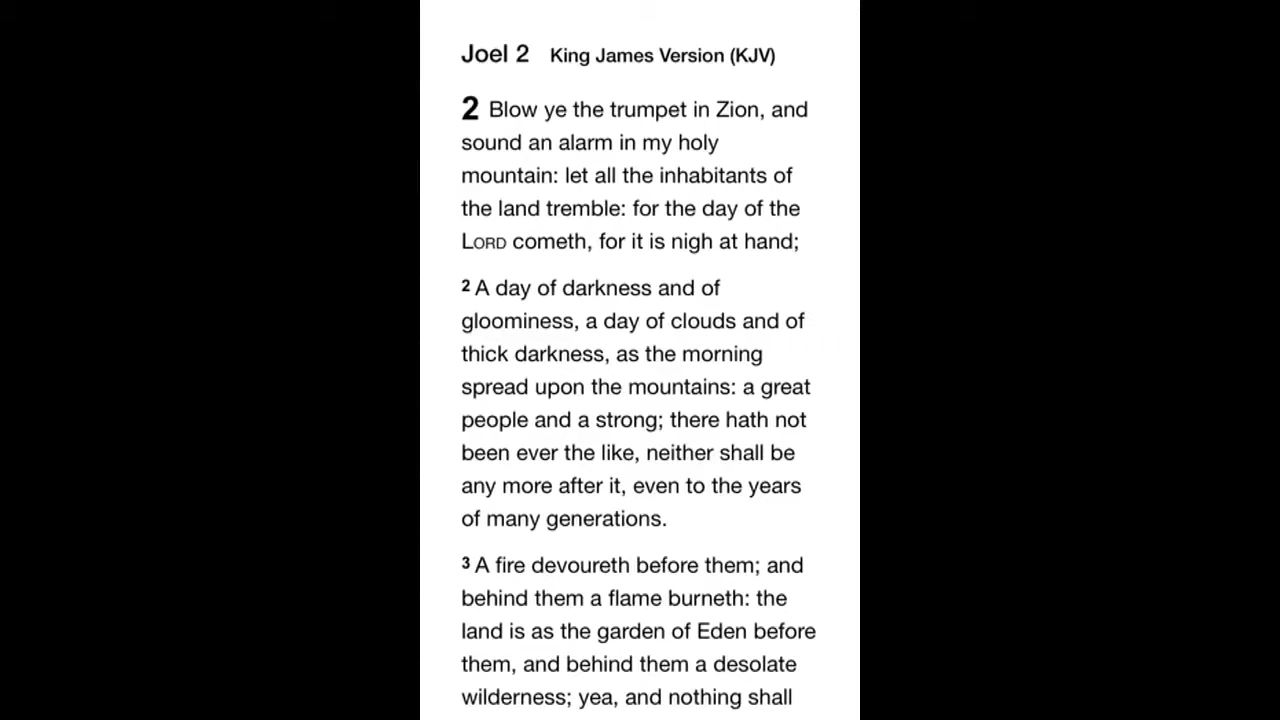 Joel 2 King James Version (KJV)
2 Blow ye the trumpet in Zion, and
sound an alarm in my holy
mountain: let all the inhabitants of
the land tremble: for the day of the
LORD cometh, for it is nigh at hand;
2 A day of darkness and of
gloominess, a day of clouds and of
thick darkness, as the morning
spread upon the mountains: a great
people and a strong; there hath not
been ever the like, neither shall be
any more after it, even to the years
of many generations.
3 A fire devoureth before them; and
behind them a flame burneth: the
land is as the garden of Eden before
them, and behind them a desolate
wilderness; yea, and nothing shall